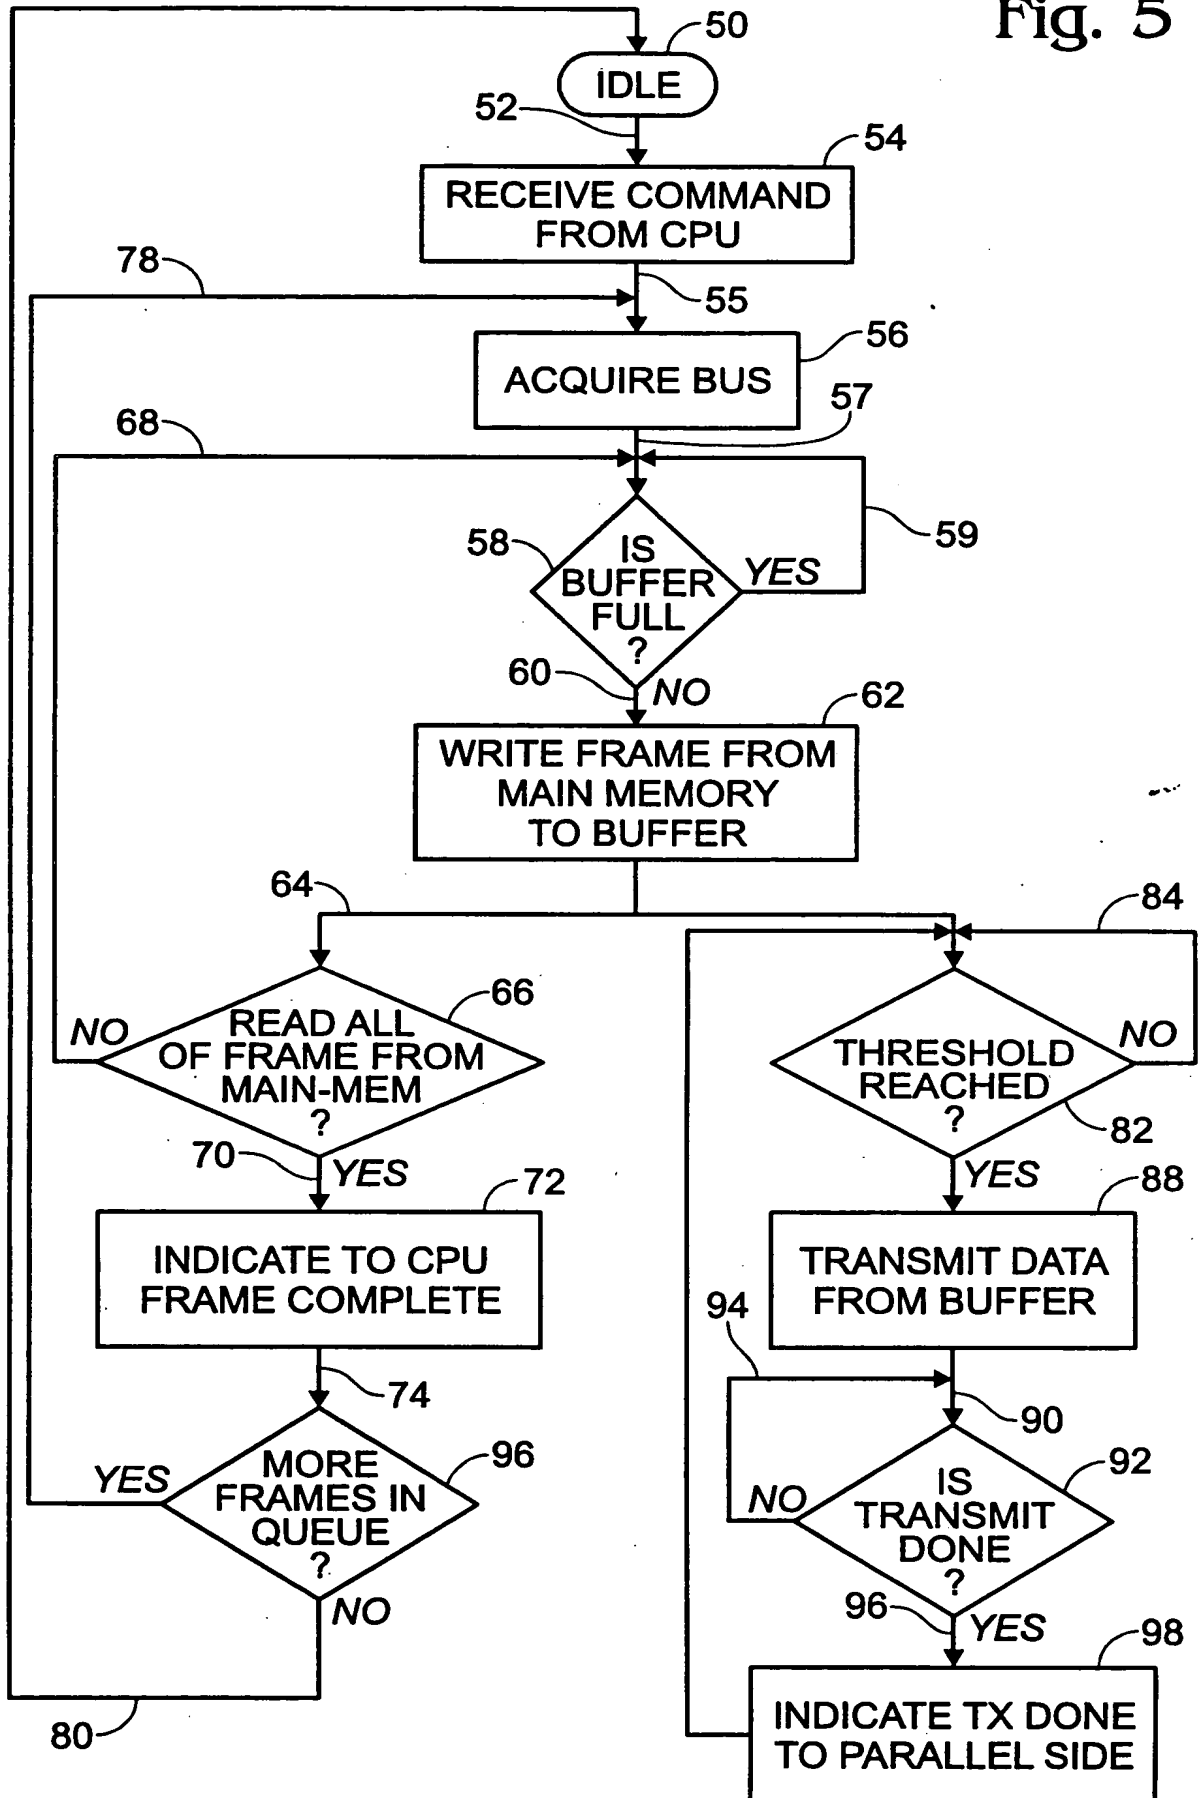 Fig. 5
50
IDLE
52
54
RECEIVE COMMAND
FROM CPU
78
55
56
ACQUIRE BUS
57
68
59
58
IS
BUFFER
FULL
?
YES
60
NO
62
WRITE FRAME FROM
MAIN MEMORY
TO BUFFER
64
84
66
NO
READ ALL
OF FRAME FROM
MAIN-MEM
?
NO
THRESHOLD
REACHED
?
82
70
YES
YES
72
88
INDICATE TO CPU
FRAME COMPLETE
TRANSMIT DATA
FROM BUFFER
94
74
90
96
YES
MORE
FRAMES IN
QUEUE
?
92
NO
IS
TRANSMIT
DONE
?
NO
96
YES
98
80
INDICATE TX DONE
TO PARALLEL SIDE